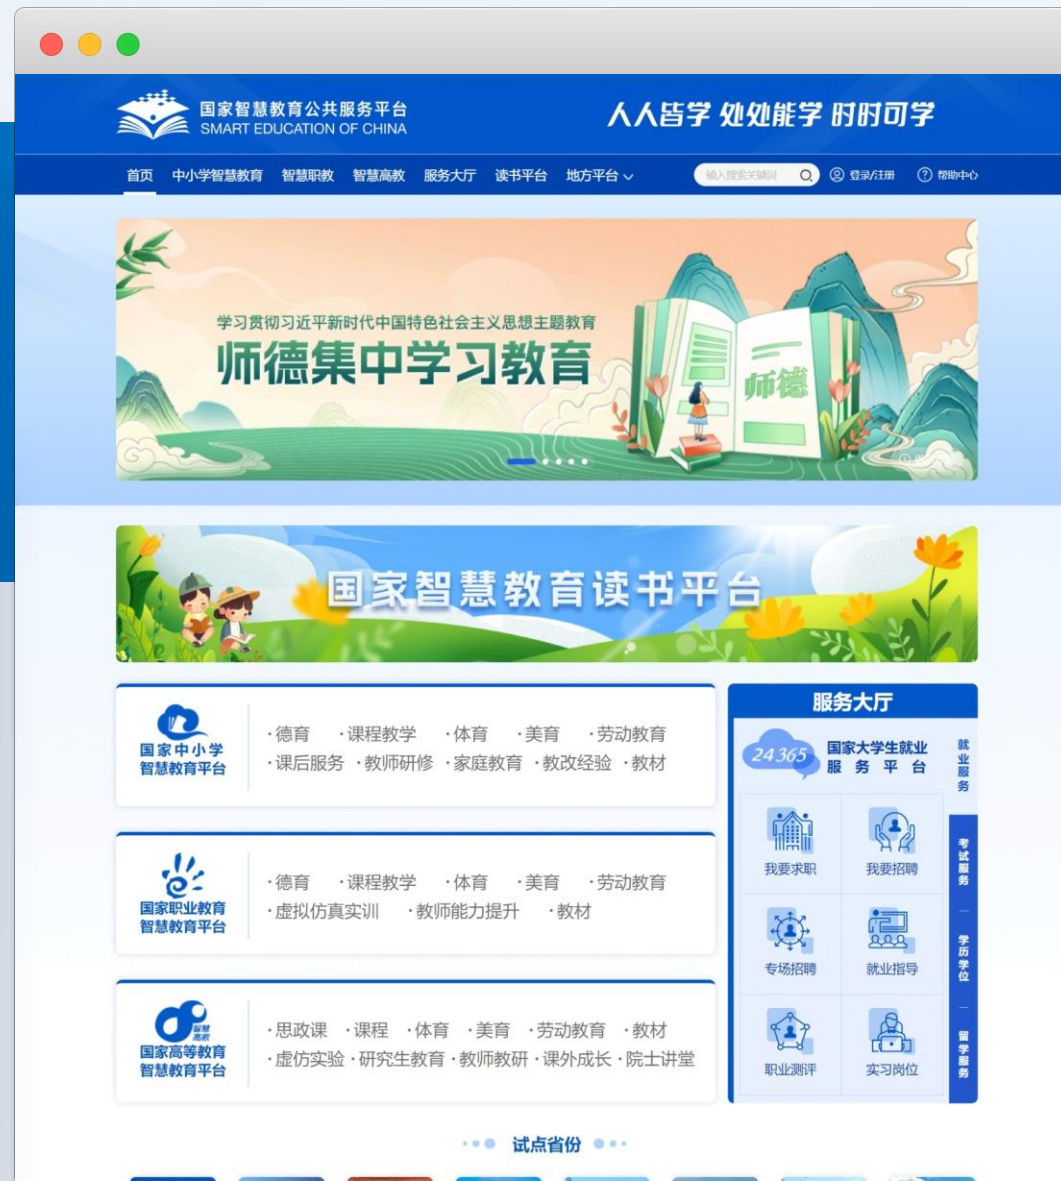 国家智慧教育公共服务平台
SMART EDUCATION OF CHINA
人人皆学 处处能学 时时可学
首页 中小学智慧教育 智慧职教 智慧高教 服务大厅 读书平台 地方平台
输入搜索关键词 登录/注册 帮助中心
学习贯彻习近平新时代中国特色社会主义思想主题教育
师德集中学习教育
师德
国家智慧教育读书平台
国家中小学
智慧教育平台
·德育 ·课程教学 ·体育 ·美育 ·劳动教育
·课后服务 ·教师研修 ·家庭教育 ·教改经验 ·教材
国家职业教育
智慧教育平台
·德育 ·课程教学 ·体育 ·美育 ·劳动教育
·虚拟仿真实训 ·教师能力提升 ·教材
智慧
高教
国家高等教育
智慧教育平台
·思政课 ·课程 ·体育 ·美育 ·劳动教育 ·教材
·虚仿实验 ·研究生教育 ·教师教研 ·课外成长 ·院士讲堂
服务大厅
24365
国家大学生就业
服务平台
我要求职 我要招聘
专场招聘 就业指导
职业测评 实习岗位
就业服务
考试服务
学历学位
留学服务
试点省份